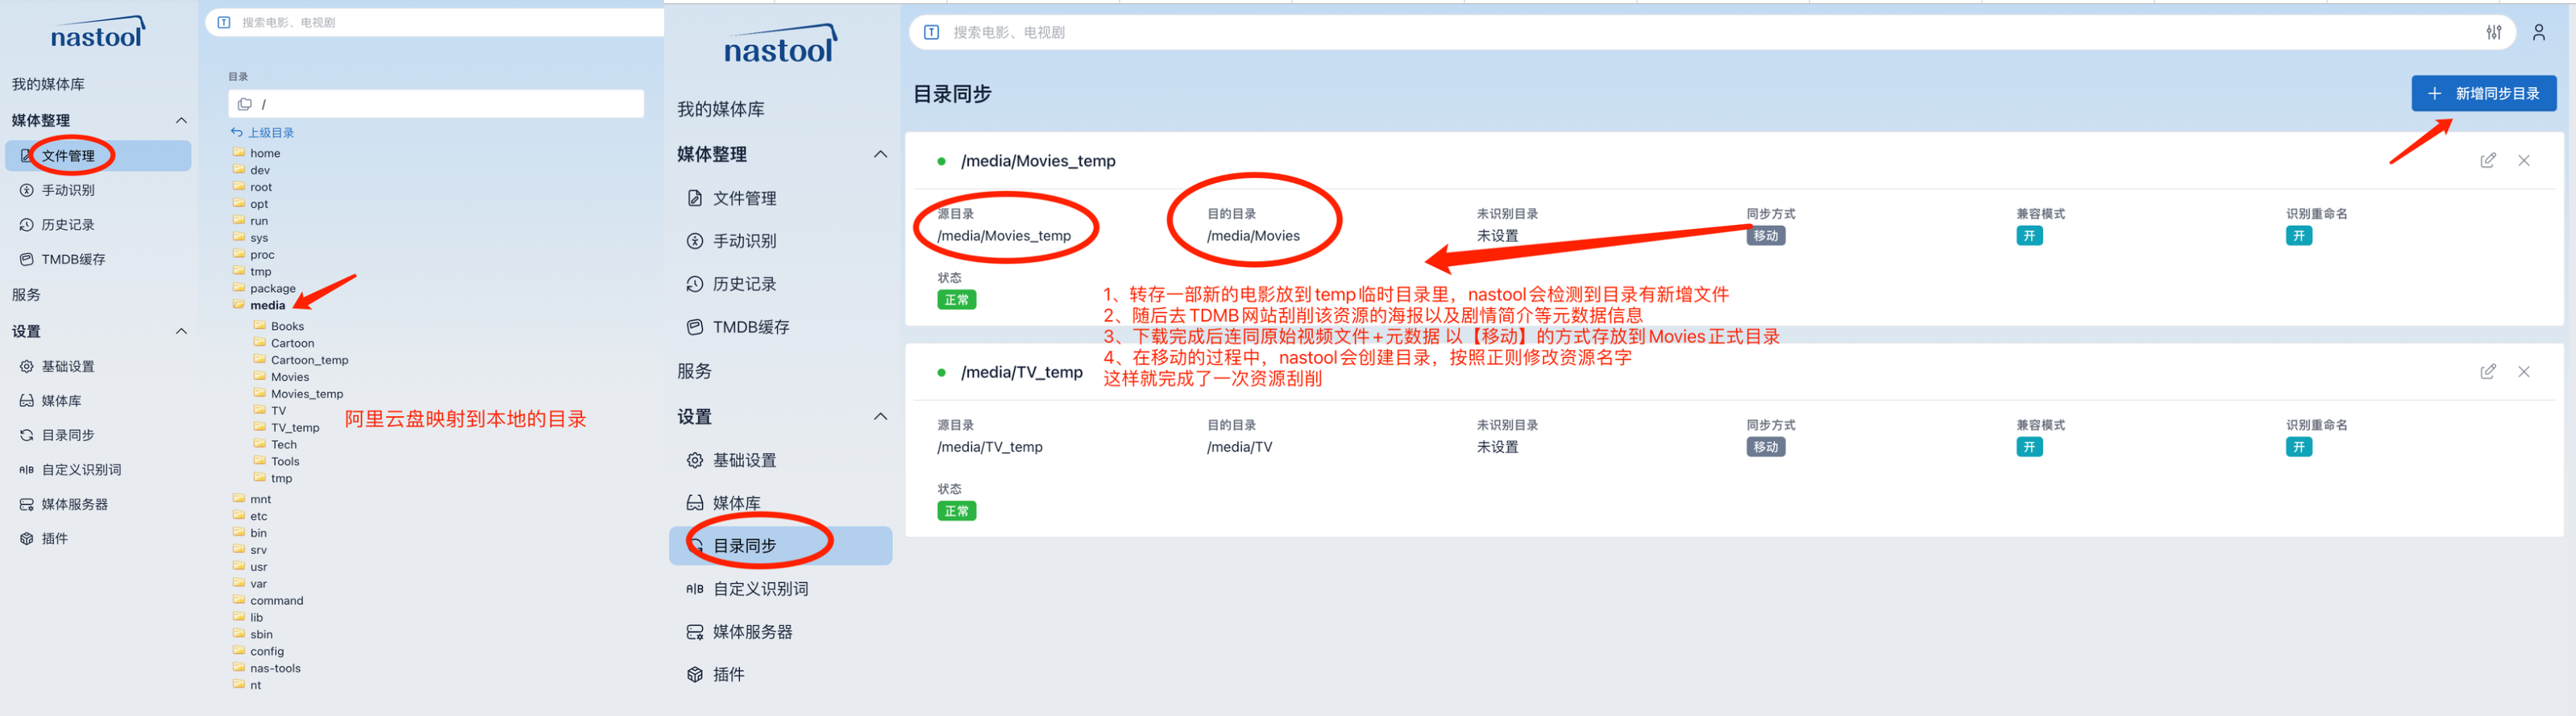 nastool
我的媒体库
媒体整理
文件管理
手动识别
历史记录
TMDB缓存
服务
设置
基础设置
媒体库
目录同步
A|B 自定义识别词
媒体服务器
插件
T 搜索电影、电视剧
目录
/
上级目录
home
dev
root
opt
run
sys
proc
tmp
package
media
Books
Cartoon
Cartoon_temp
Movies
Movies_temp
TV
TV_temp
Tech
Tools
tmp
mnt
etc
bin
srv
usr
var
command
lib
sbin
config
nas-tools
nt
阿里云盘映射到本地的目录
nastool
我的媒体库
媒体整理
文件管理
手动识别
历史记录
TMDB缓存
服务
设置
基础设置
媒体库
目录同步
A|B 自定义识别词
媒体服务器
插件
T 搜索电影、电视剧
目录同步
新增同步目录
/media/Movies_temp
源目录 目的目录 未识别目录 同步方式 兼容模式 识别重命名
/media/Movies_temp /media/Movies 未设置 移动 开 开
状态
正常
1、转存一部新的电影放到temp临时目录里，nastool会检测到目录有新增文件
2、随后去TDMB网站刮削该资源的海报以及剧情简介等元数据信息
3、下载完成后连同原始视频文件+元数据 以【移动】的方式存放到Movies正式目录
4、在移动的过程中，nastool会创建目录，按照正则修改资源名字
这样就完成了一次资源刮削
/media/TV_temp
源目录 目的目录 未识别目录 同步方式 兼容模式 识别重命名
/media/TV_temp /media/TV 未设置 移动 开 开
状态
正常